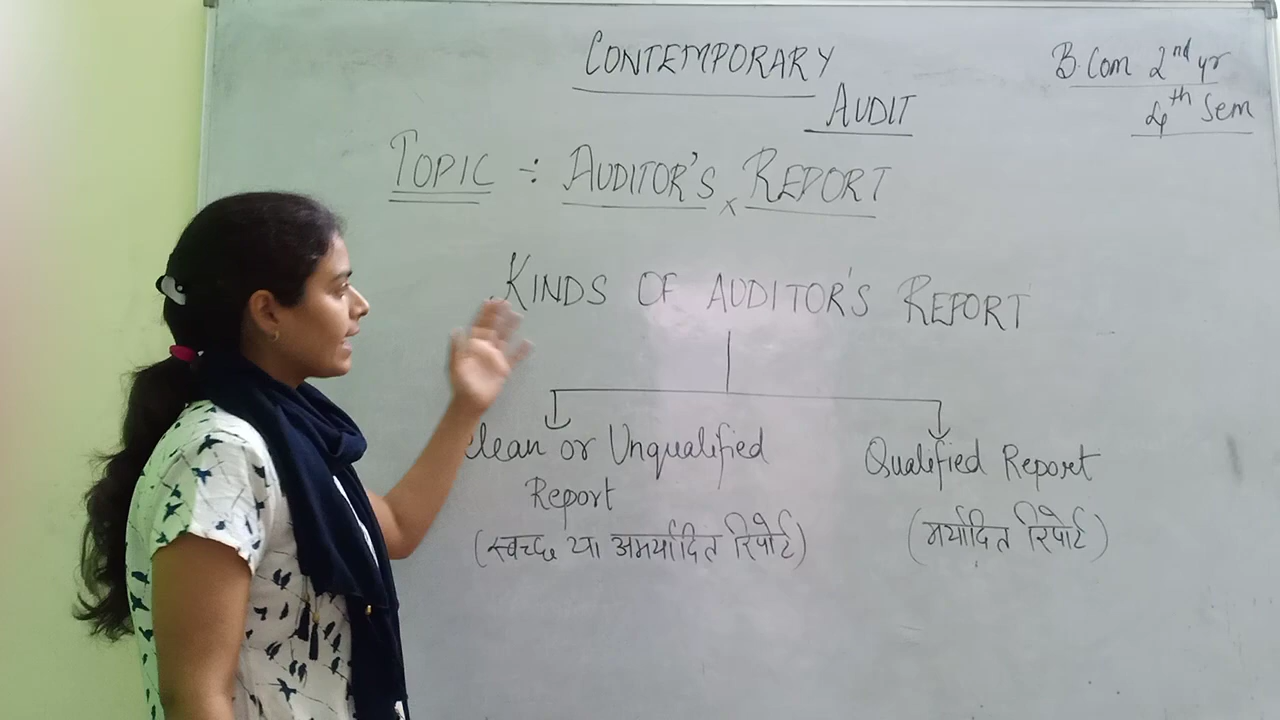 CONTEMPORARY
AUDIT
B.Com 2nd yr
4th Sem
TOPIC ÷ AUDITOR'S REPORT
x
KINDS OF AUDITOR'S REPORT
Clean or Unqualified
Report
(स्वच्छ या अमर्यादित रिपोर्ट)
Qualified Report
(मर्यादित रिपोर्ट)